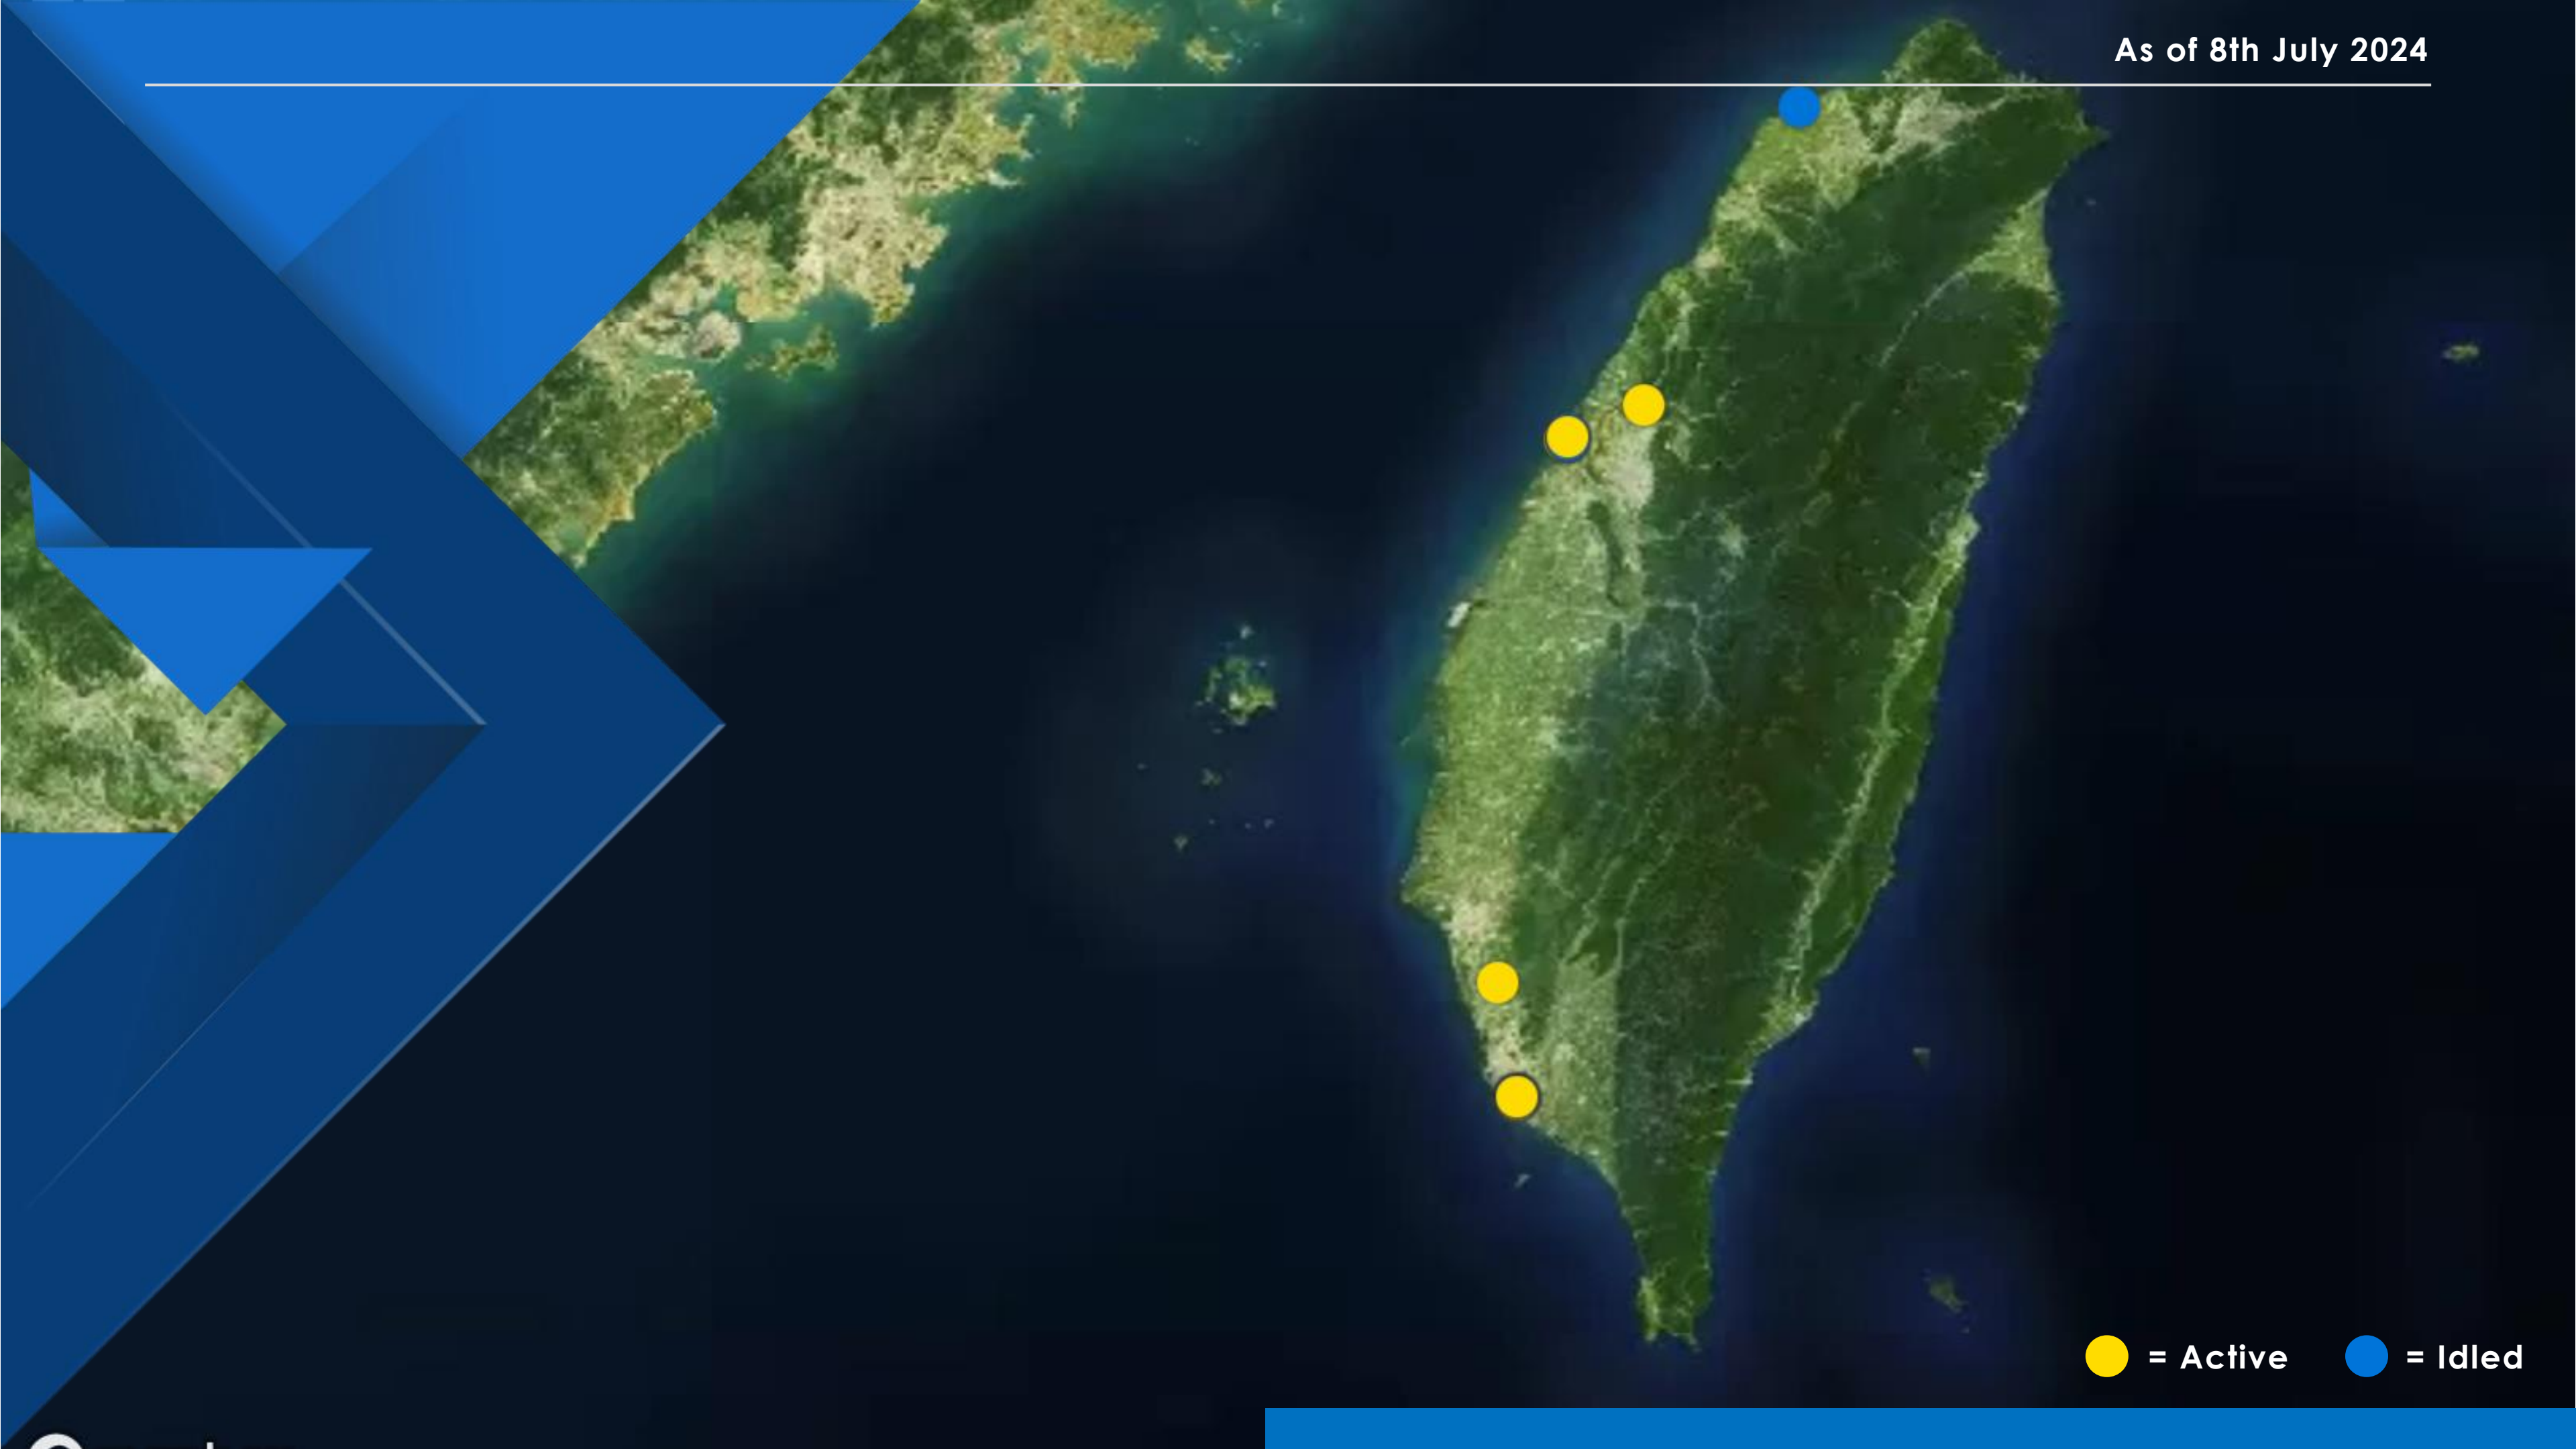 As of 8th July 2024
= Active
= Idled